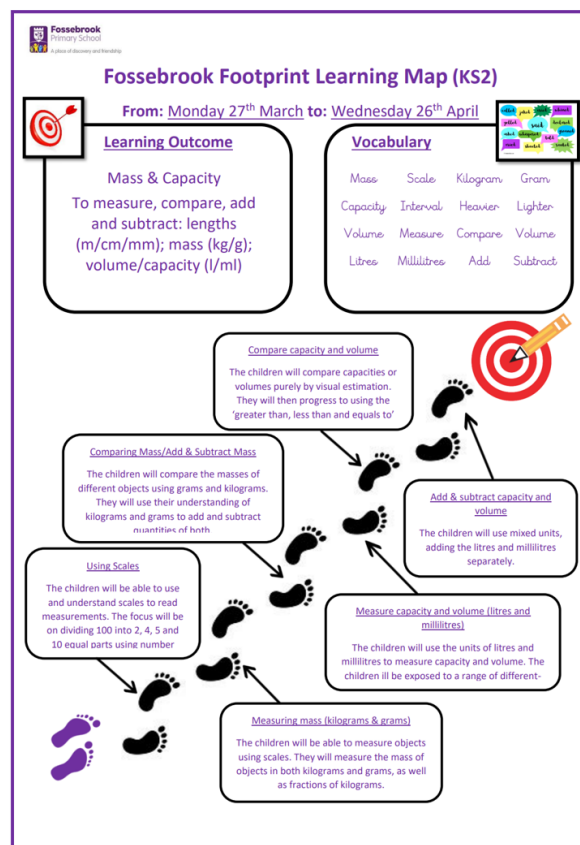 Fossebrook
Primary School
A place of discovery and friendship
Fossebrook Footprint Learning Map (KS2)
From: Monday 27th March to: Wednesday 26th April
Learning Outcome
Mass & Capacity
To measure, compare, add
and subtract: lengths
(m/cm/mm); mass (kg/g);
volume/capacity (l/ml)
Vocabulary
Mass Scale Kilogram Gram
Capacity Interval Heavier Lighter
Volume Measure Compare Volume
Litres Millilitres Add Subtract
Compare capacity and volume
The children will compare capacities or
volumes purely by visual estimation.
They will then progress to using the
‘greater than, less than and equals to’
Comparing Mass/Add & Subtract Mass
The children will compare the masses of
different objects using grams and kilograms.
They will use their understanding of
kilograms and grams to add and subtract
quantities of both
Add & subtract capacity and
volume
The children will use mixed units,
adding the litres and millilitres
separately.
Using Scales
The children will be able to use
and understand scales to read
measurements. The focus will be
on dividing 100 into 2, 4, 5 and
10 equal parts using number
Measure capacity and volume (litres and
millilitres)
The children will use the units of litres and
millilitres to measure capacity and volume. The
children ill be exposed to a range of different-
Measuring mass (kilograms & grams)
The children will be able to measure objects
using scales. They will measure the mass of
objects in both kilograms and grams, as well
as fractions of kilograms.